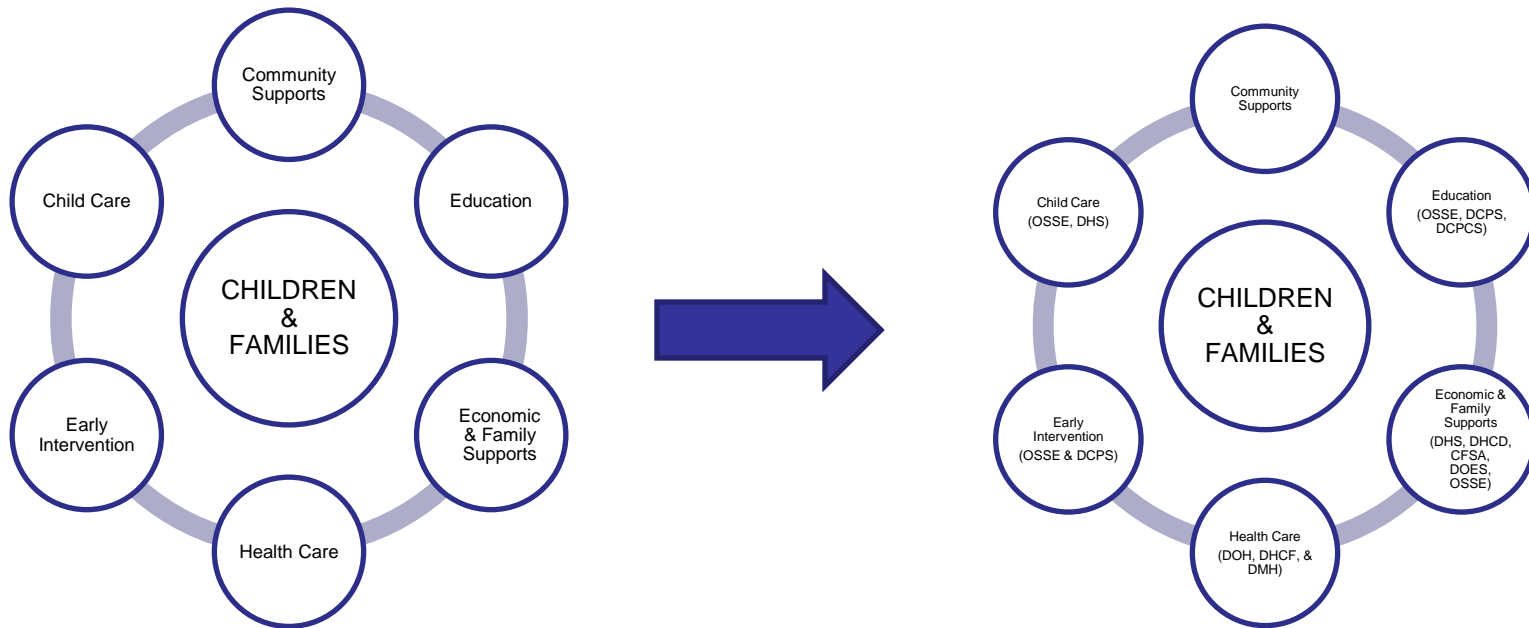 Community
Supports
Education
Economic
& Family
Supports
Health Care
Early
Intervention
Child Care
CHILDREN
&
FAMILIES
Community
Supports
Education
(OSSE, DCPS,
DCPCS)
Economic &
Family
Supports
(DHS, DHCD,
CFSA,
DOES,
OSSE)
Health Care
(DOH, DHCF, &
DMH)
Early
Intervention
(OSSE & DCPS)
Child Care
(OSSE, DHS)
CHILDREN
&
FAMILIES